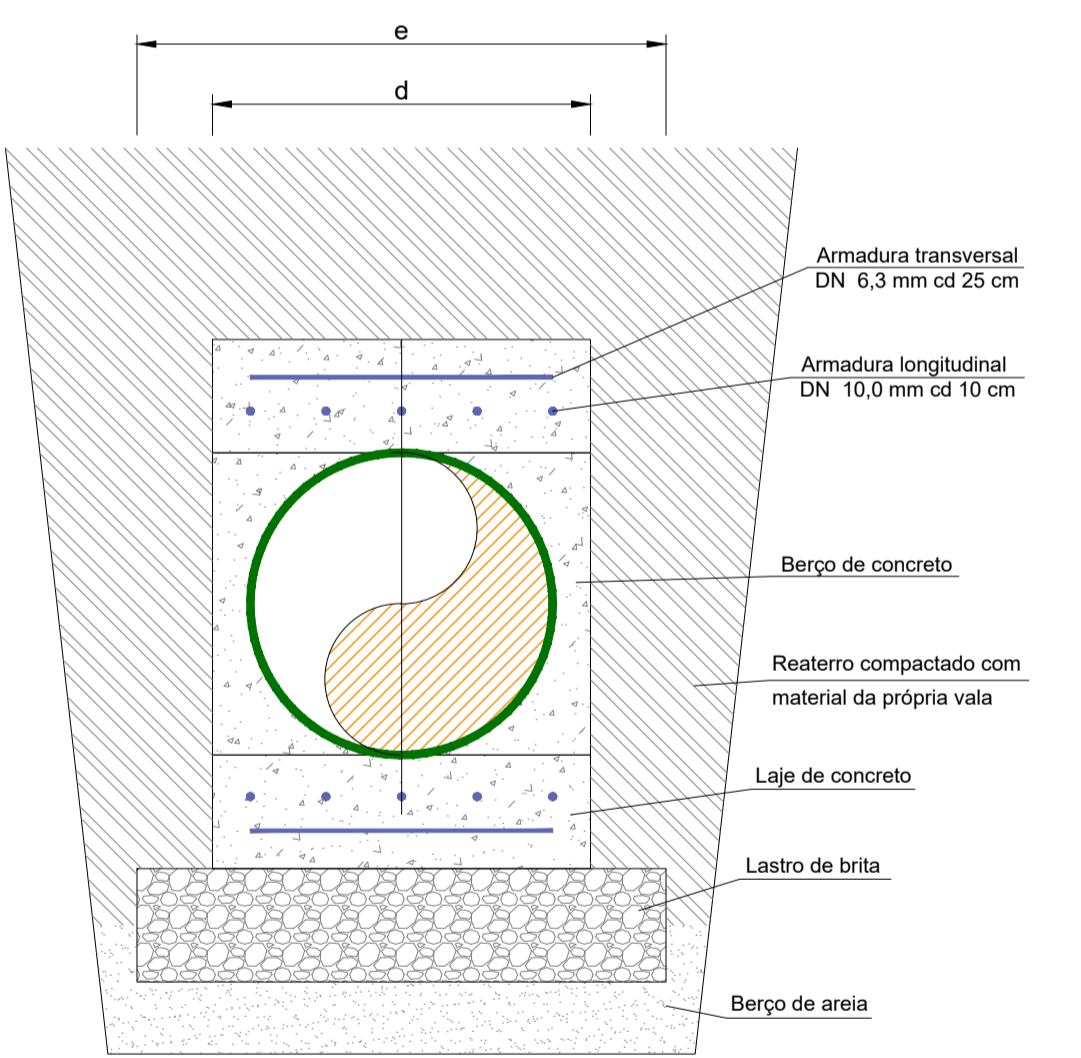 e
d
Armadura transversal
DN 6,3 mm cd 25 cm
Armadura longitudinal
DN 10,0 mm cd 10 cm
Berço de concreto
Reaterro compactado com
material da própria vala
Laje de concreto
Lastro de brita
Berço de areia